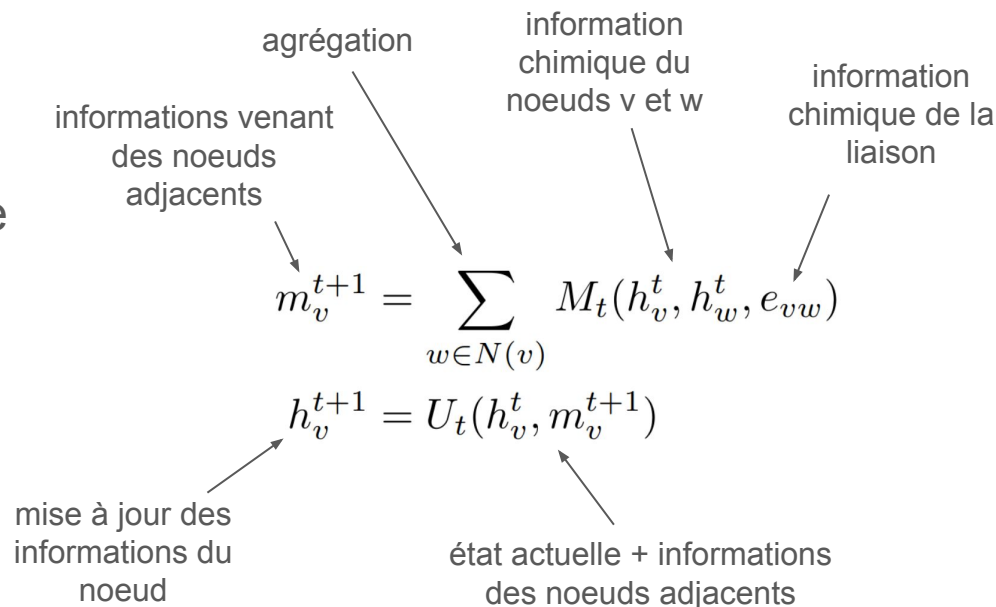 agrégation
information
chimique du
noeuds v et w
information
chimique de la
liaison
informations venant
des noeuds
adjacents
e
m_v^{t+1} = \sum_{w \in N(v)} M_t(h_v^t, h_w^t, e_{vw})
h_v^{t+1} = U_t(h_v^t, m_v^{t+1})
mise à jour des
informations du
noeud
état actuelle + informations
des noeuds adjacents